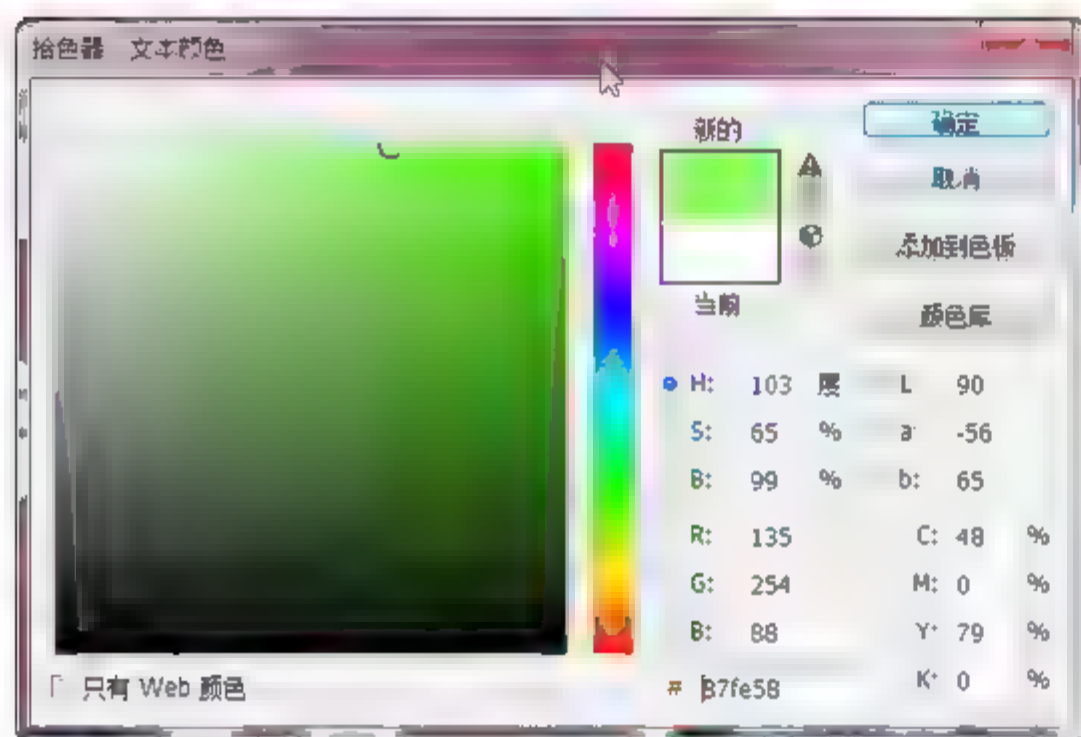 拾色器 文本颜色
新的
当前
确定
取消
添加到色板
颜色库
H: 103 度 L 90
S: 65 % a -56
B: 99 % b: 65
R: 135 C: 48 %
G: 254 M: 0 %
B: 88 Y: 79 %
只有 Web 颜色 # 87fe58 K: 0 %